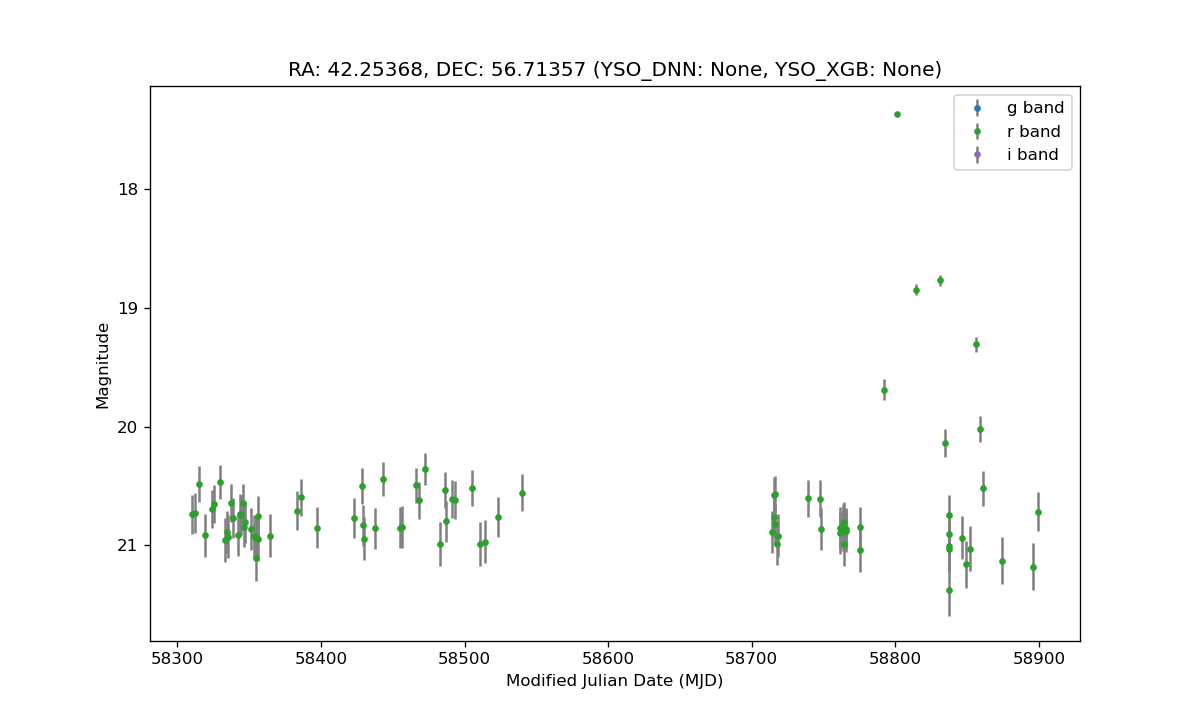 RA: 42.25368, DEC: 56.71357 (YSO_DNN: None, YSO_XGB: None)
g band
r band
i band
18
19
20
21
Magnitude
58300 58400 58500 58600 58700 58800 58900
Modified Julian Date (MJD)